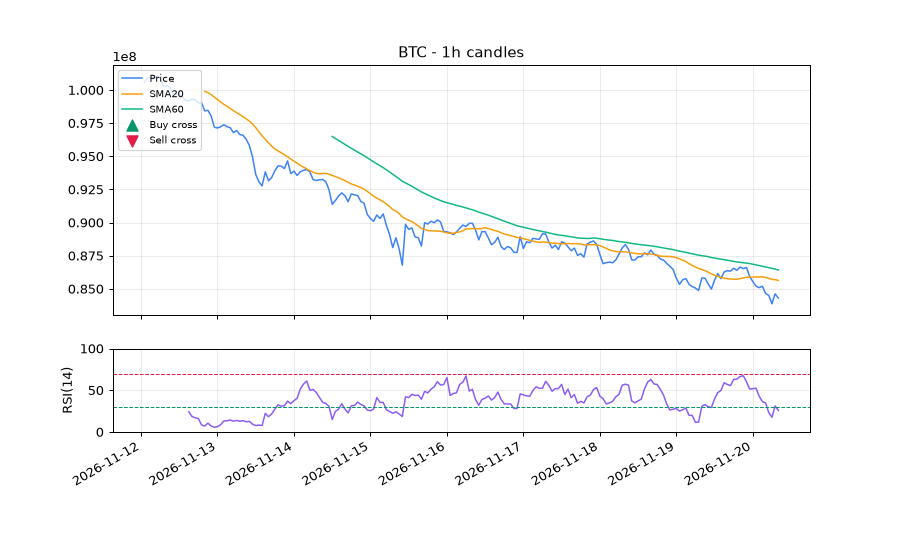 BTC - 1h candles
1e8
Price
SMA20
SMA60
Buy cross
Sell cross
1.000
0.975
0.950
0.925
0.900
0.875
0.850
RSI(14)
100
50
0
2026-11-12
2026-11-13
2026-11-14
2026-11-15
2026-11-16
2026-11-17
2026-11-18
2026-11-19
2026-11-20